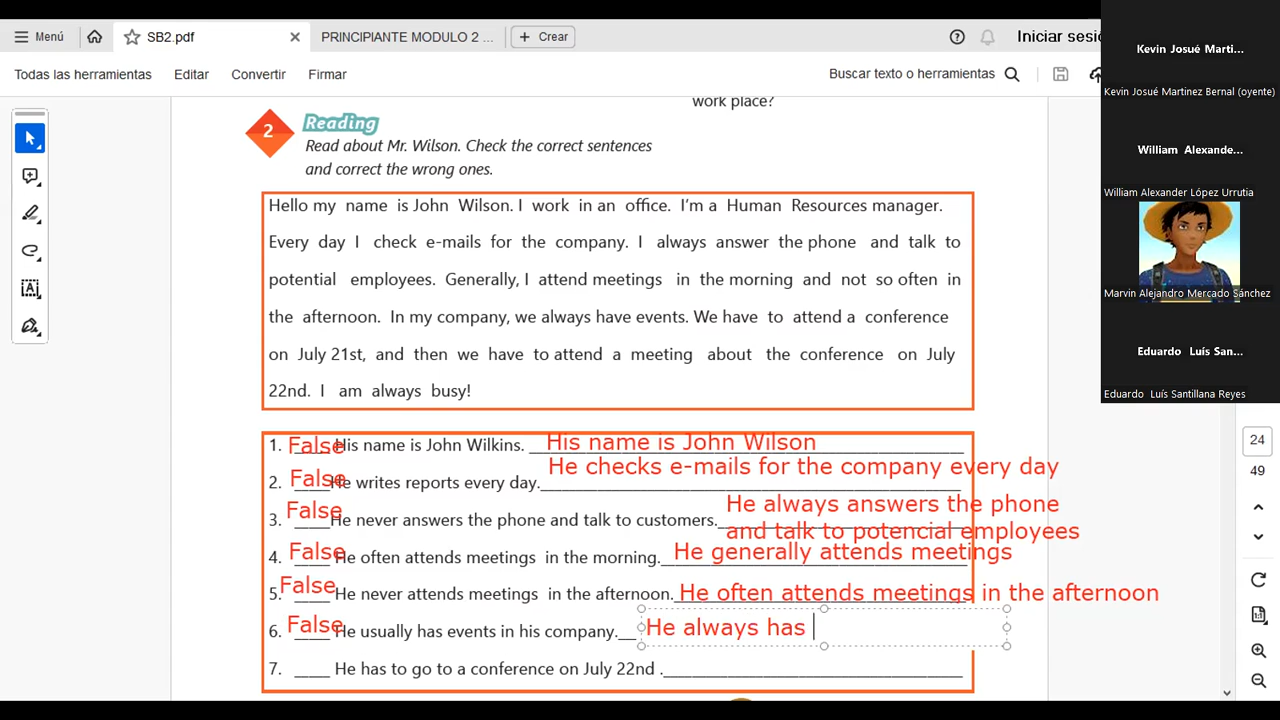 Menú
SB2.pdf
PRINCIPIANTE MODULO 2 ...
Crear
Iniciar sesió
Todas las herramientas
Editar
Convertir
Firmar
Buscar texto o herramientas
work place?
2
Reading
Read about Mr. Wilson. Check the correct sentences
and correct the wrong ones.
Hello my name is John Wilson. I work in an office. I'm a Human Resources manager.
Every day I check e-mails for the company. I always answer the phone and talk to
potential employees. Generally, I attend meetings in the morning and not so often in
the afternoon. In my company, we always have events. We have to attend a conference
on July 21st, and then we have to attend a meeting about the conference on July
22nd. I am always busy!
1. False His name is John Wilkins. His name is John Wilson
2. False He writes reports every day. He checks e-mails for the company every day
3. False He never answers the phone and talk to customers. He always answers the phone
and talk to potencial employees
4. False He often attends meetings in the morning. He generally attends meetings
5. False He never attends meetings in the afternoon. He often attends meetings in the afternoon
6. False He usually has events in his company. He always has
7. ____ He has to go to a conference on July 22nd .
Kevin Josué Marti...
Kevin Josué Martinez Bernal (oyente)
William Alexande...
William Alexander López Urrutia
Marvin Alejandro Mercado Sánchez
Eduardo Luís San...
Eduardo Luís Santillana Reyes
24
49